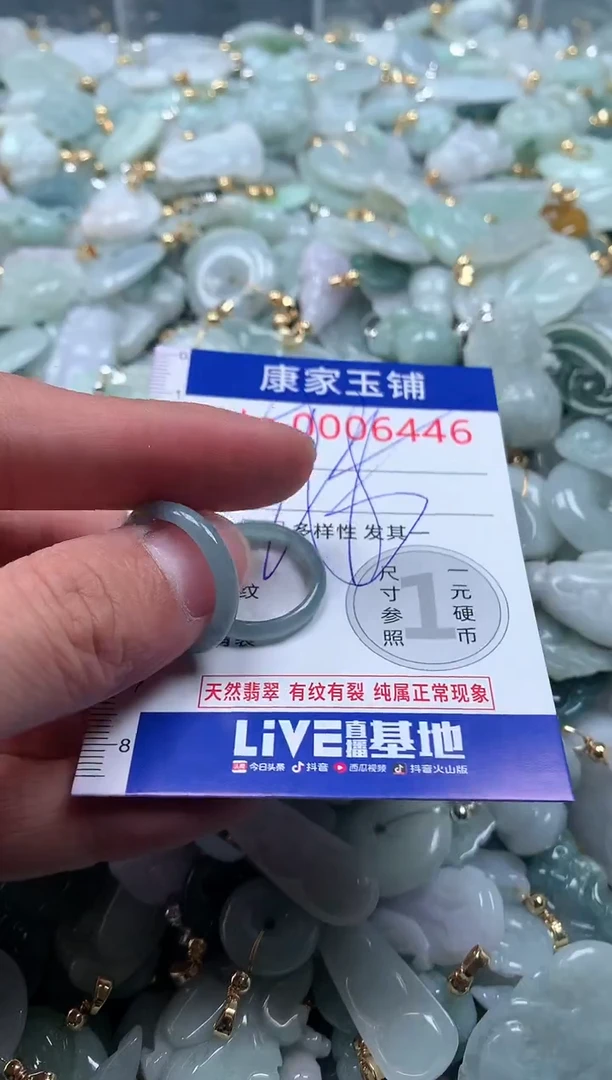 康家玉铺
0006446
多样性 发其一
纹
尺寸参照
1
一元硬币
天然翡翠 有纹有裂 纯属正常现象
8
LiVE直播基地
今日头条 抖音 西瓜视频 抖音火山版